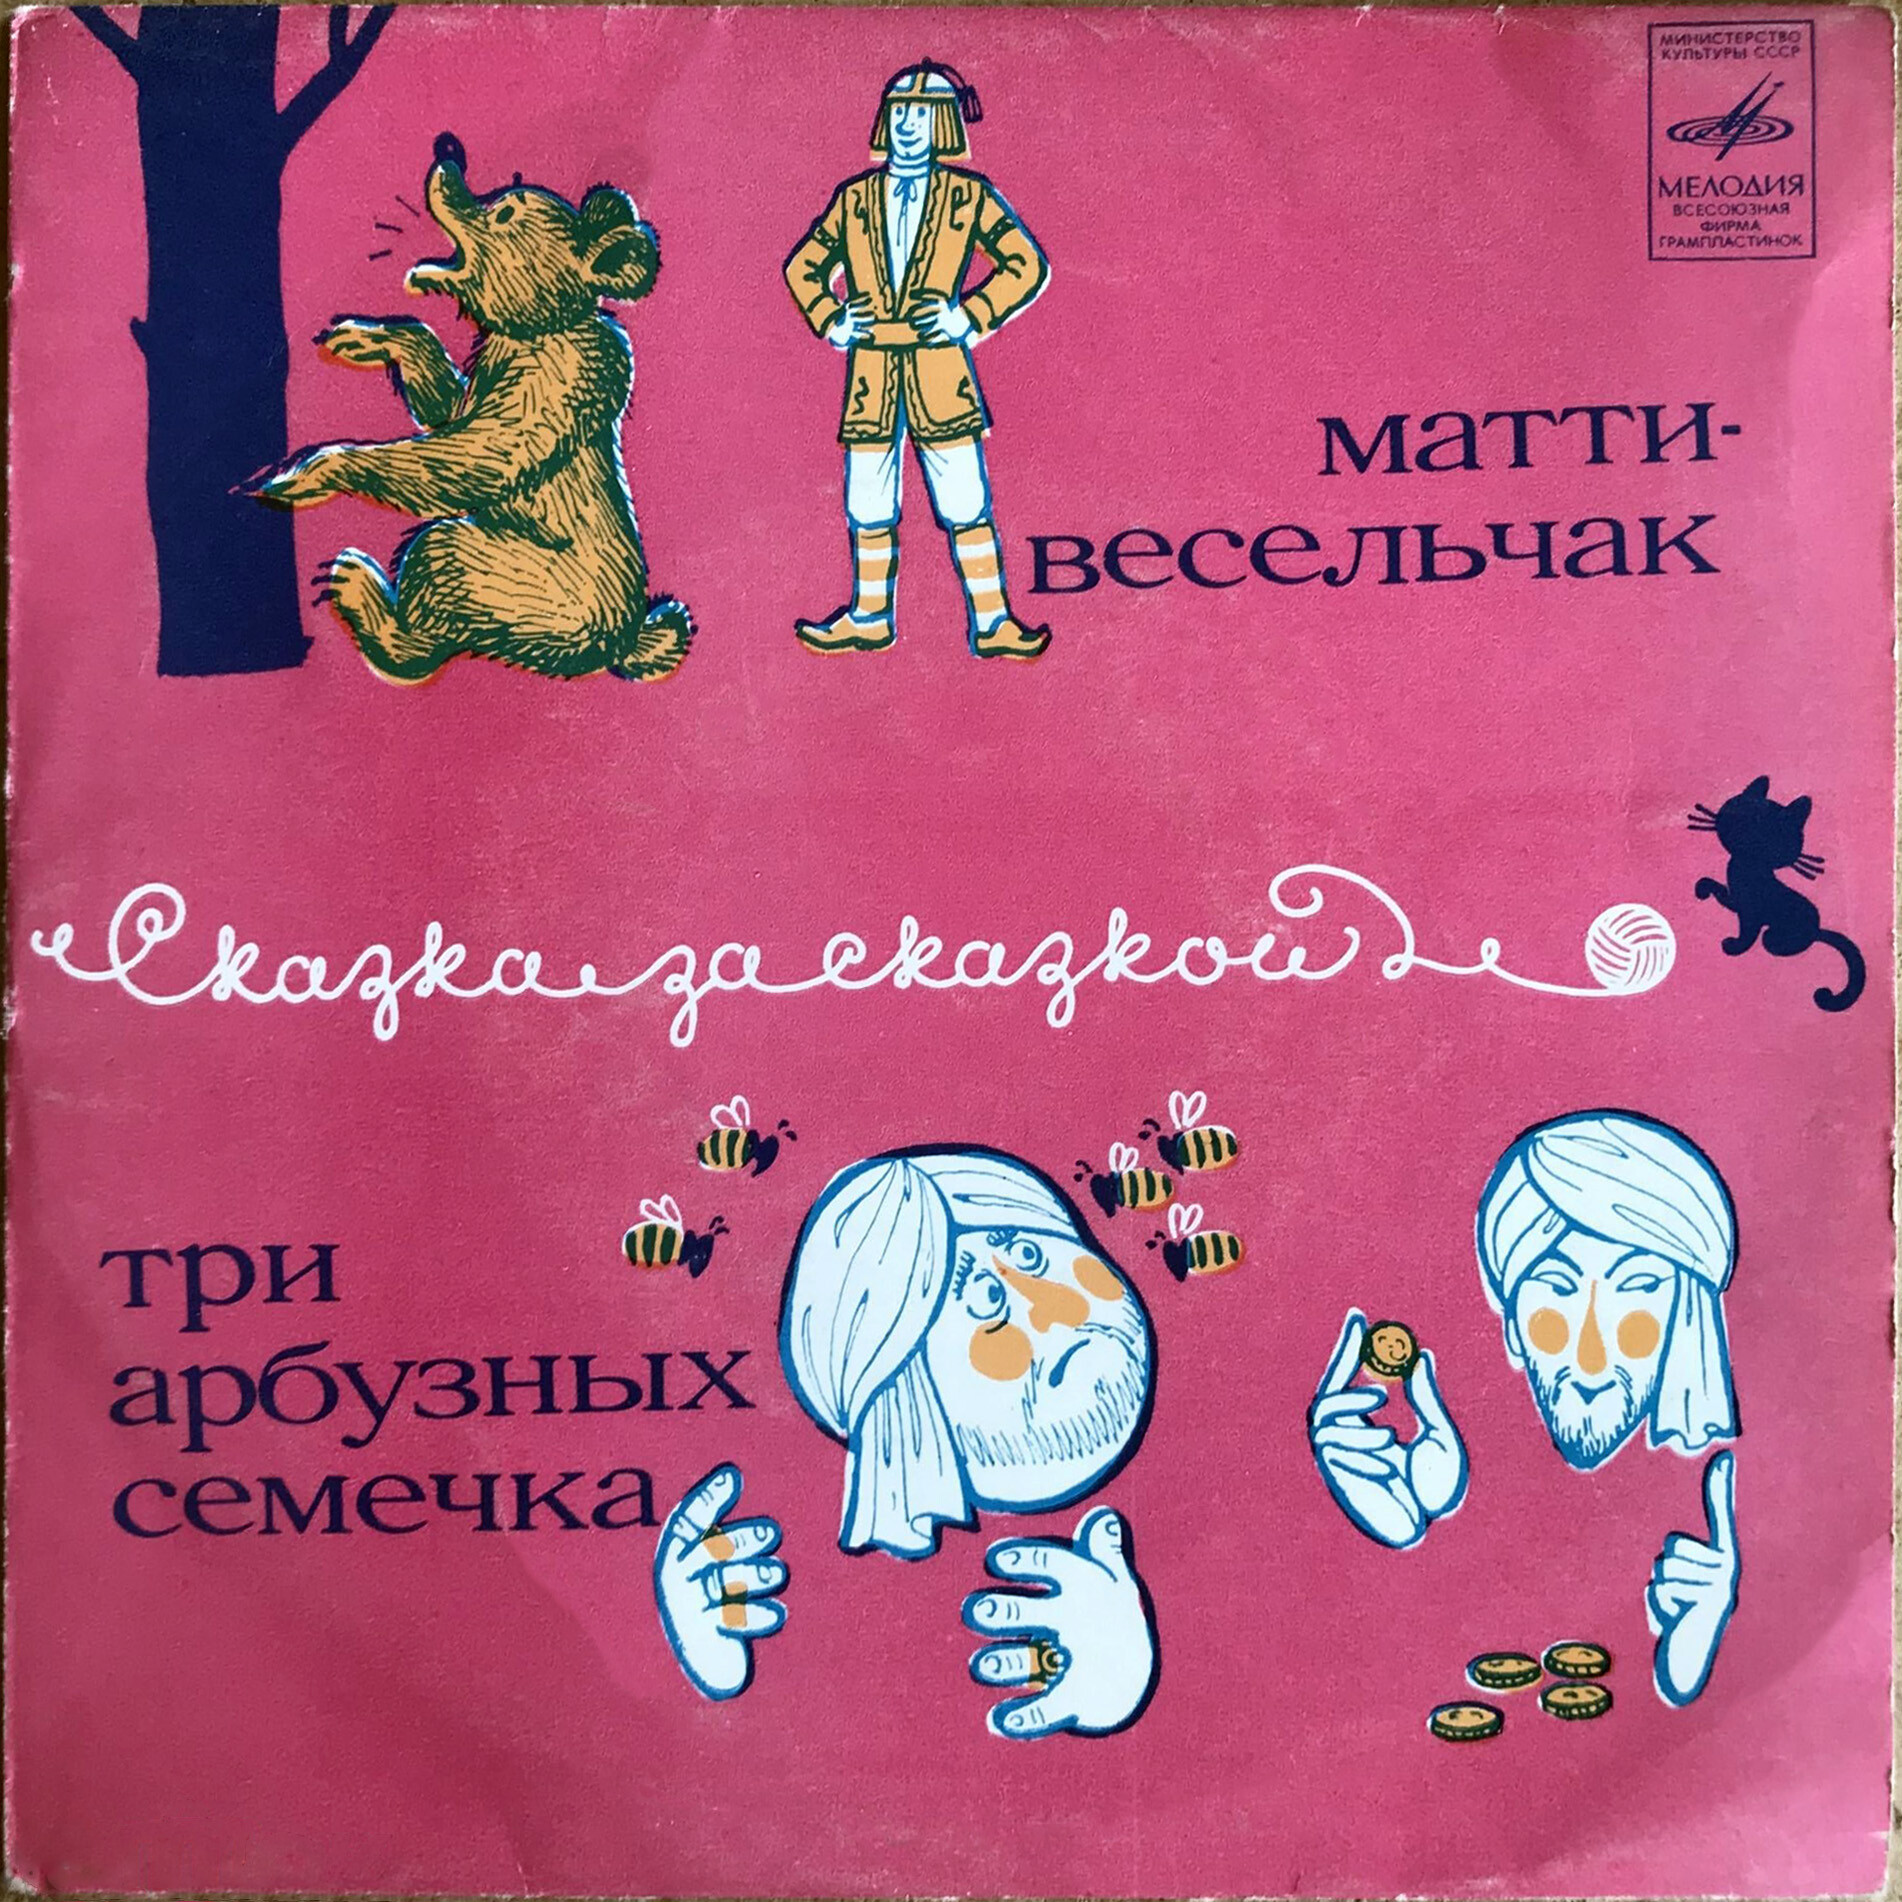 МИНИСТЕРСТВО
КУЛЬТУРЫ СССР
МЕЛОДИЯ
ВСЕСОЮЗНАЯ
ФИРМА
ГРАМПЛАСТИНОК
матти-
весельчак
Сказка за сказкой
три
арбузных
семечка